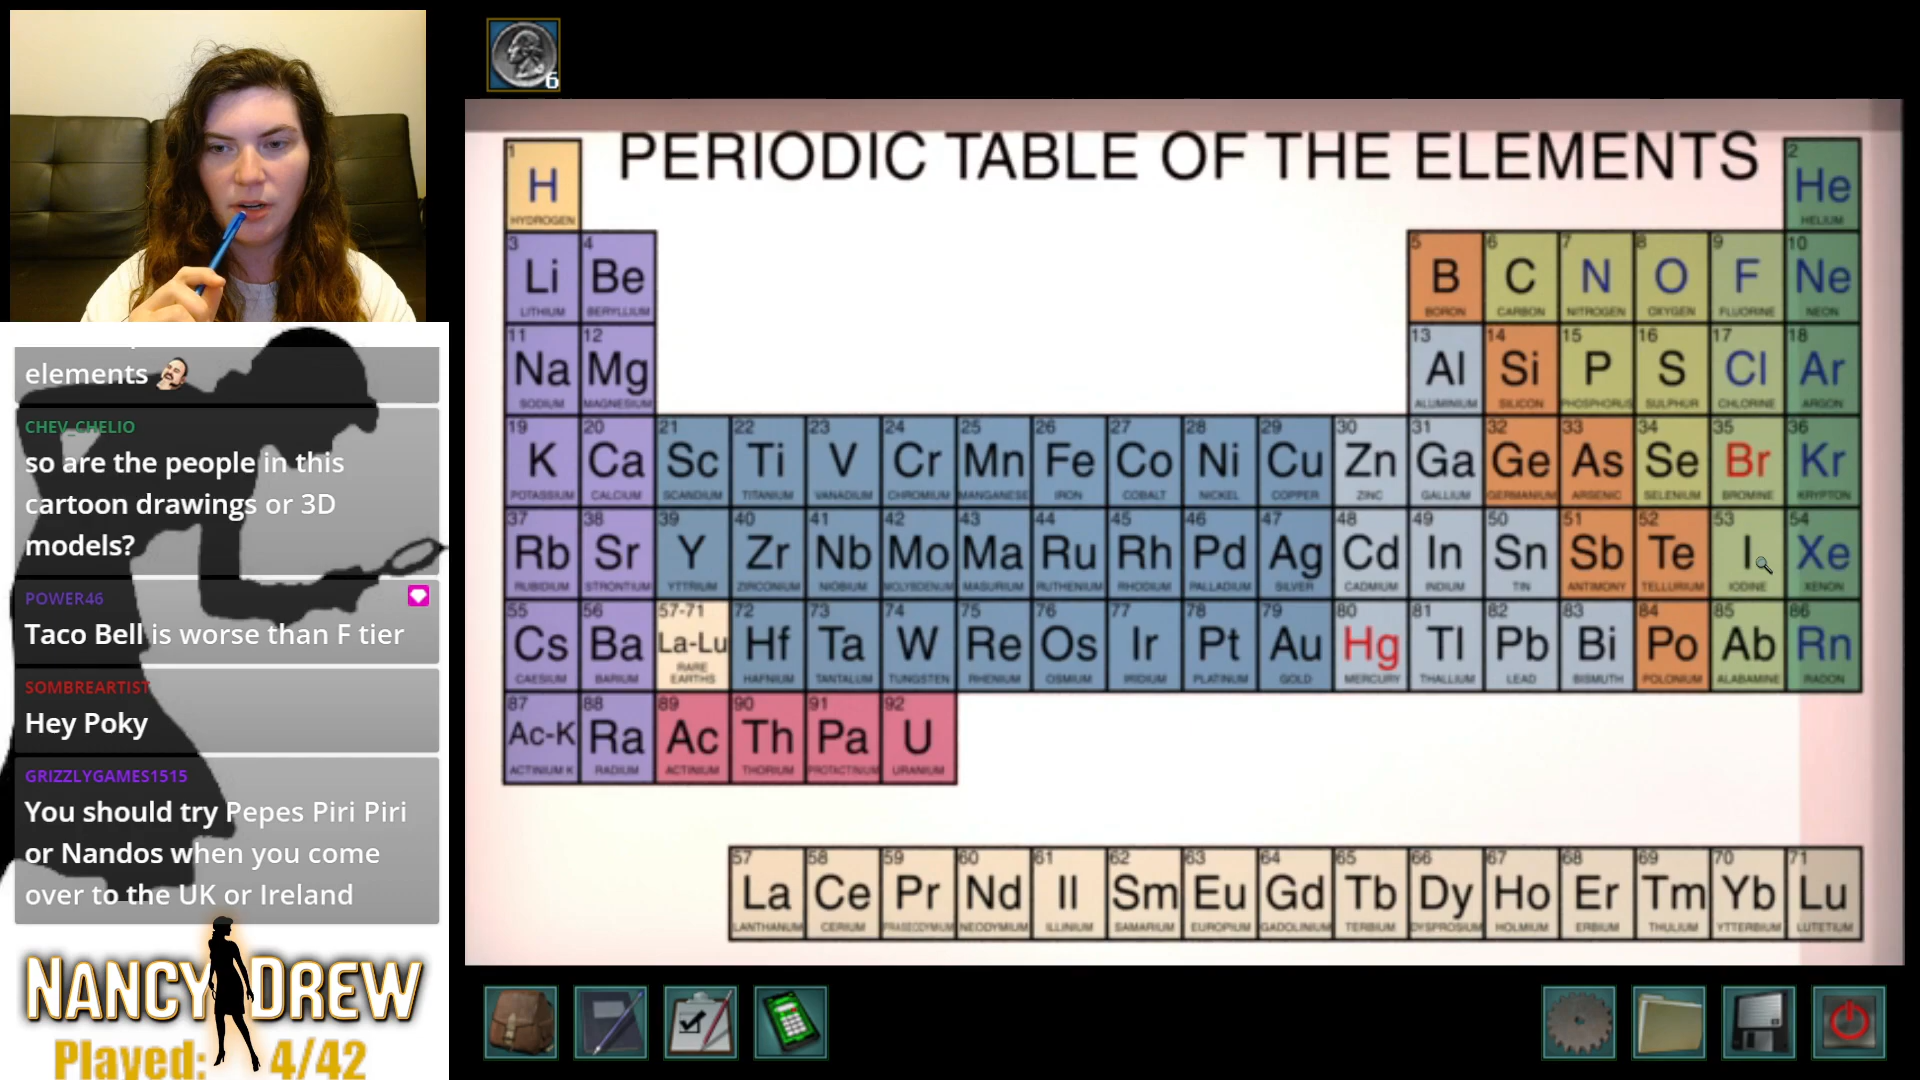 6
PERIODIC TABLE OF THE ELEMENTS
1 H HYDROGEN
2 He HELIUM
3 Li LITHIUM
4 Be BERYLLIUM
5 B BORON
6 C CARBON
7 N NITROGEN
8 O OXYGEN
9 F FLUORINE
10 Ne NEON
11 Na SODIUM
12 Mg MAGNESIUM
13 Al ALUMINIUM
14 Si SILICON
15 P PHOSPHORUS
16 S SULPHUR
17 Cl CHLORINE
18 Ar ARGON
19 K POTASSIUM
20 Ca CALCIUM
21 Sc SCANDIUM
22 Ti TITANIUM
23 V VANADIUM
24 Cr CHROMIUM
25 Mn MANGANESE
26 Fe IRON
27 Co COBALT
28 Ni NICKEL
29 Cu COPPER
30 Zn ZINC
31 Ga GALLIUM
32 Ge GERMANIUM
33 As ARSENIC
34 Se SELENIUM
35 Br BROMINE
36 Kr KRYPTON
37 Rb RUBIDIUM
38 Sr STRONTIUM
39 Y YTTRIUM
40 Zr ZIRCONIUM
41 Nb NIOBIUM
42 Mo MOLYBDENUM
43 Ma MASURIUM
44 Ru RUTHENIUM
45 Rh RHODIUM
46 Pd PALLADIUM
47 Ag SILVER
48 Cd CADMIUM
49 In INDIUM
50 Sn TIN
51 Sb ANTIMONY
52 Te TELLURIUM
53 I IODINE
54 Xe XENON
55 Cs CAESIUM
56 Ba BARIUM
57-71 La-Lu RARE EARTHS
72 Hf HAFNIUM
73 Ta TANTALUM
74 W TUNGSTEN
75 Re RHENIUM
76 Os OSMIUM
77 Ir IRIDIUM
78 Pt PLATINUM
79 Au GOLD
80 Hg MERCURY
81 Tl THALLIUM
82 Pb LEAD
83 Bi BISMUTH
84 Po POLONIUM
85 Ab ALABAMINE
86 Rn RADON
87 Ac-K ACTINIUM K
88 Ra RADIUM
89 Ac ACTINIUM
90 Th THORIUM
91 Pa PROTACTINIUM
92 U URANIUM
57 La LANTHANUM
58 Ce CERIUM
59 Pr PRASEODYMIUM
60 Nd NEODYMIUM
61 Il ILLINIUM
62 Sm SAMARIUM
63 Eu EUROPIUM
64 Gd GADOLINIUM
65 Tb TERBIUM
66 Dy DYSPROSIUM
67 Ho HOLMIUM
68 Er ERBIUM
69 Tm THULIUM
70 Yb YTTERBIUM
71 Lu LUTETIUM
elements
CHEV_CHELIO
so are the people in this
cartoon drawings or 3D
models?
POWER46
Taco Bell is worse than F tier
SOMBREARTIST
Hey Poky
GRIZZLYGAMES1515
You should try Pepes Piri Piri
or Nandos when you come
over to the UK or Ireland
NANCY DREW
Played: 4/42